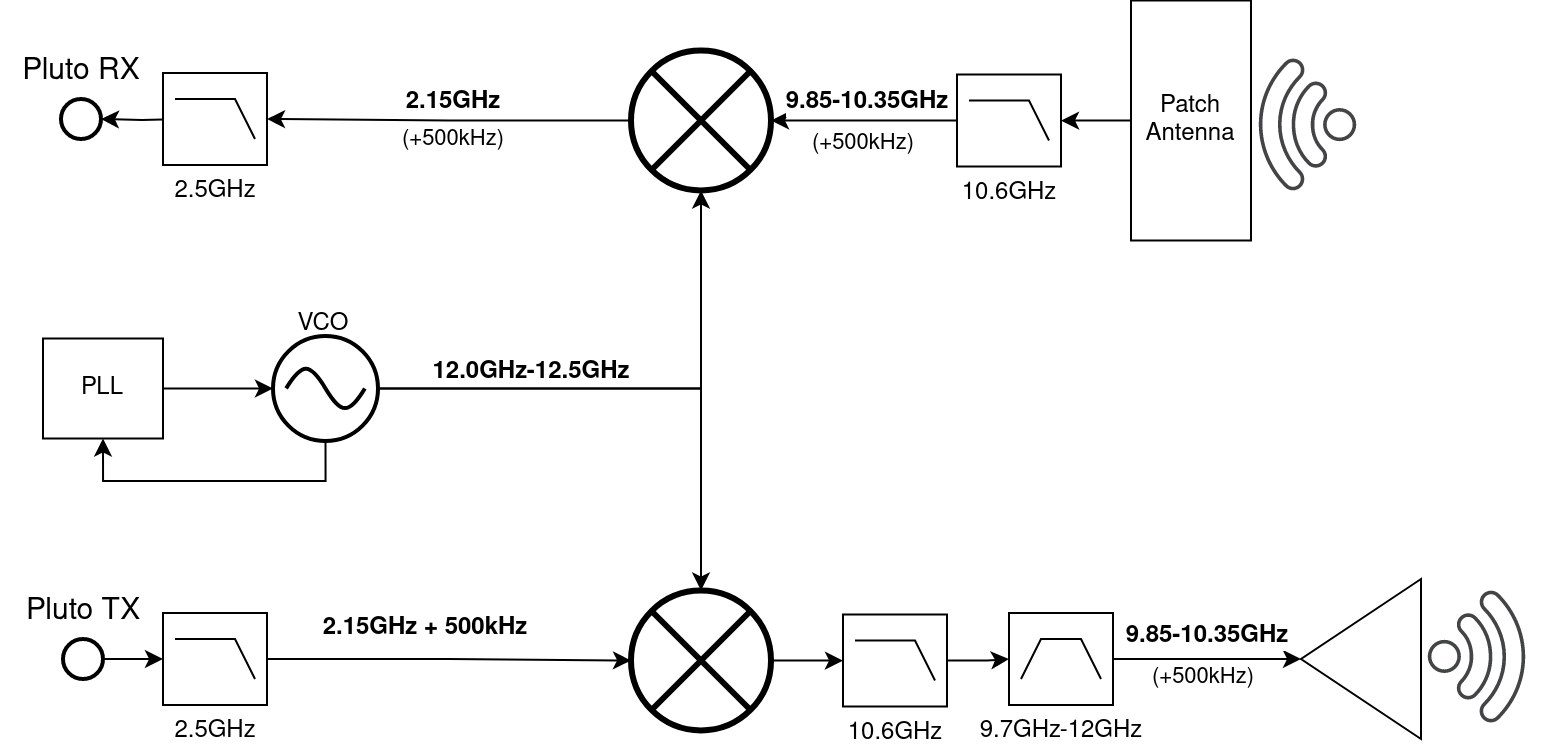 Pluto RX
2.5GHz
2.15GHz
(+500kHz)
9.85-10.35GHz
(+500kHz)
10.6GHz
Patch
Antenna
PLL
VCO
12.0GHz-12.5GHz
Pluto TX
2.5GHz
2.15GHz + 500kHz
10.6GHz
9.7GHz-12GHz
9.85-10.35GHz
(+500kHz)